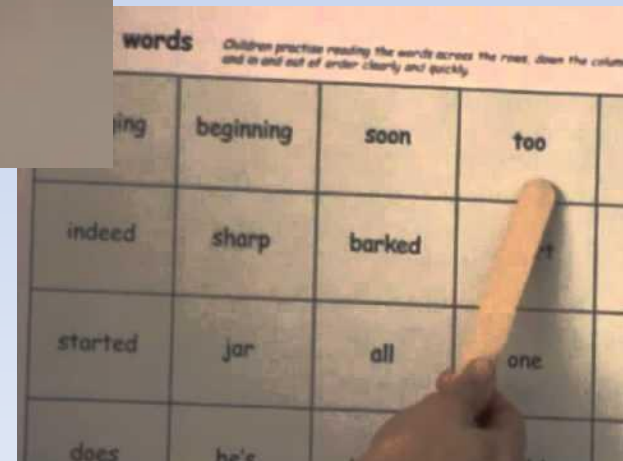 words
Children practise reading the words across the rows, down the
and in and out of order clearly and quickly.
beginning soon too
indeed sharp barked
started jar all one
does he's